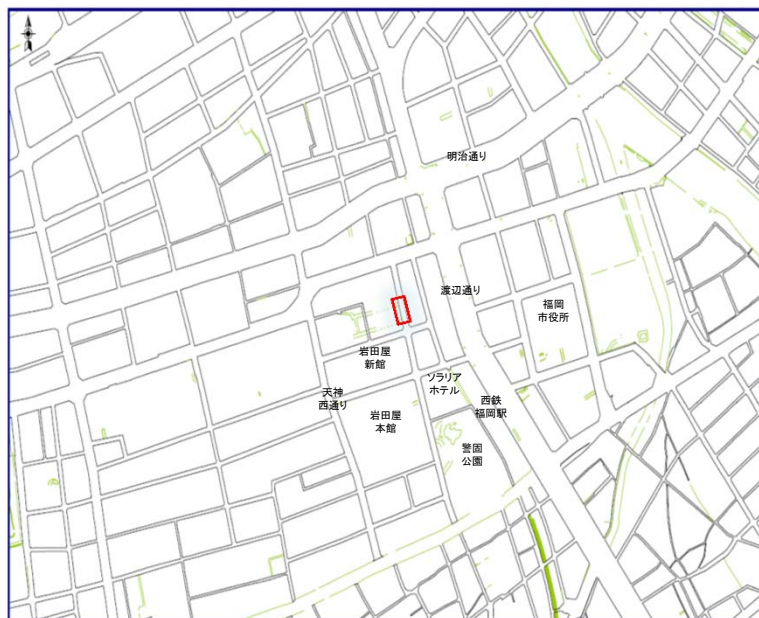 明治通り
渡辺通り
福岡
市役所
岩田屋
新館
ソラリア
ホテル
天神
西通り
西鉄
福岡駅
岩田屋
本館
警固
公園